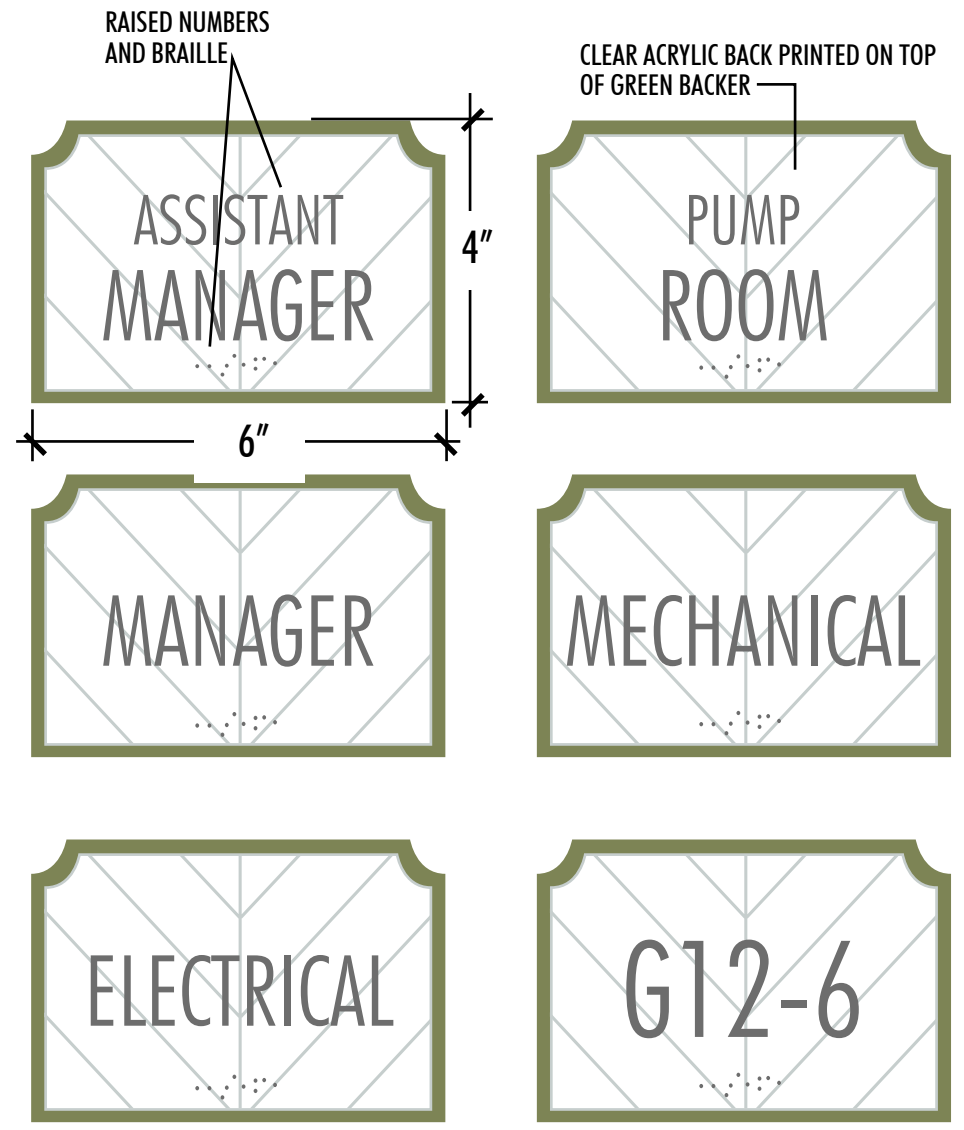 RAISED NUMBERS
AND BRAILLE
CLEAR ACRYLIC BACK PRINTED ON TOP
OF GREEN BACKER
ASSISTANT
MANAGER
4"
6"
PUMP
ROOM
MANAGER
MECHANICAL
ELECTRICAL
G12-6